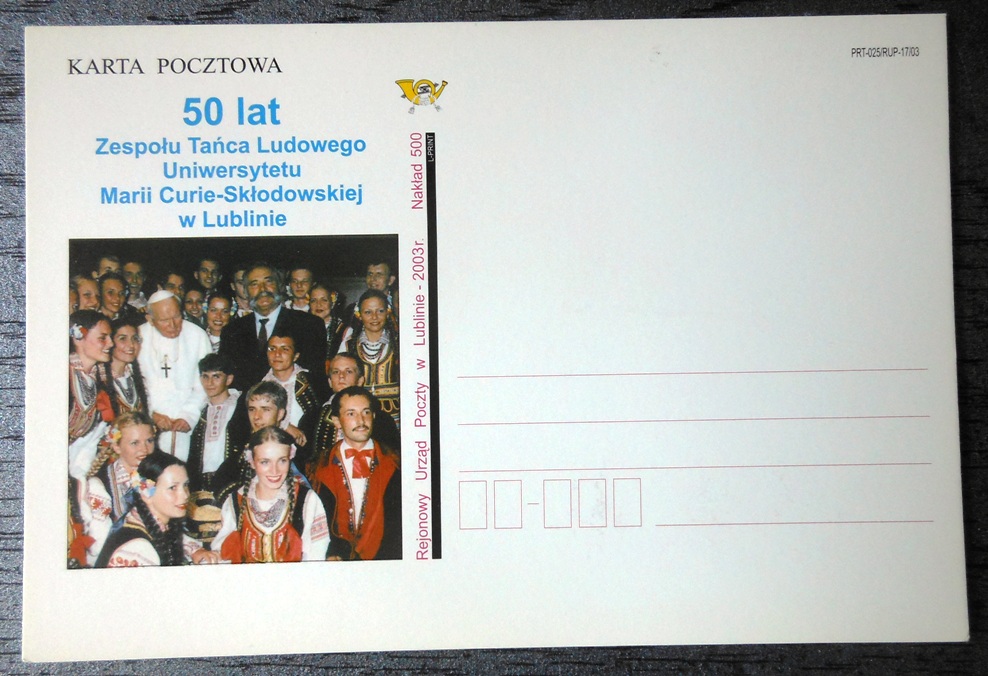 KARTA POCZTOWA
PRT-025/RUP-17/03
50 lat
Zespołu Tańca Ludowego
Uniwersytetu
Marii Curie-Skłodowskiej
w Lublinie
Rejonowy Urząd Poczty w Lublinie - 2003r. Nakład 500
L-PRINT